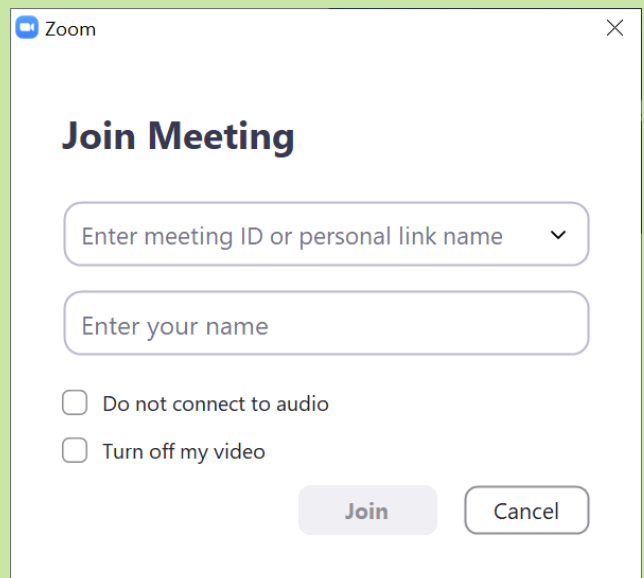 Zoom
Join Meeting
Enter meeting ID or personal link name
Enter your name
Do not connect to audio
Turn off my video
Join Cancel